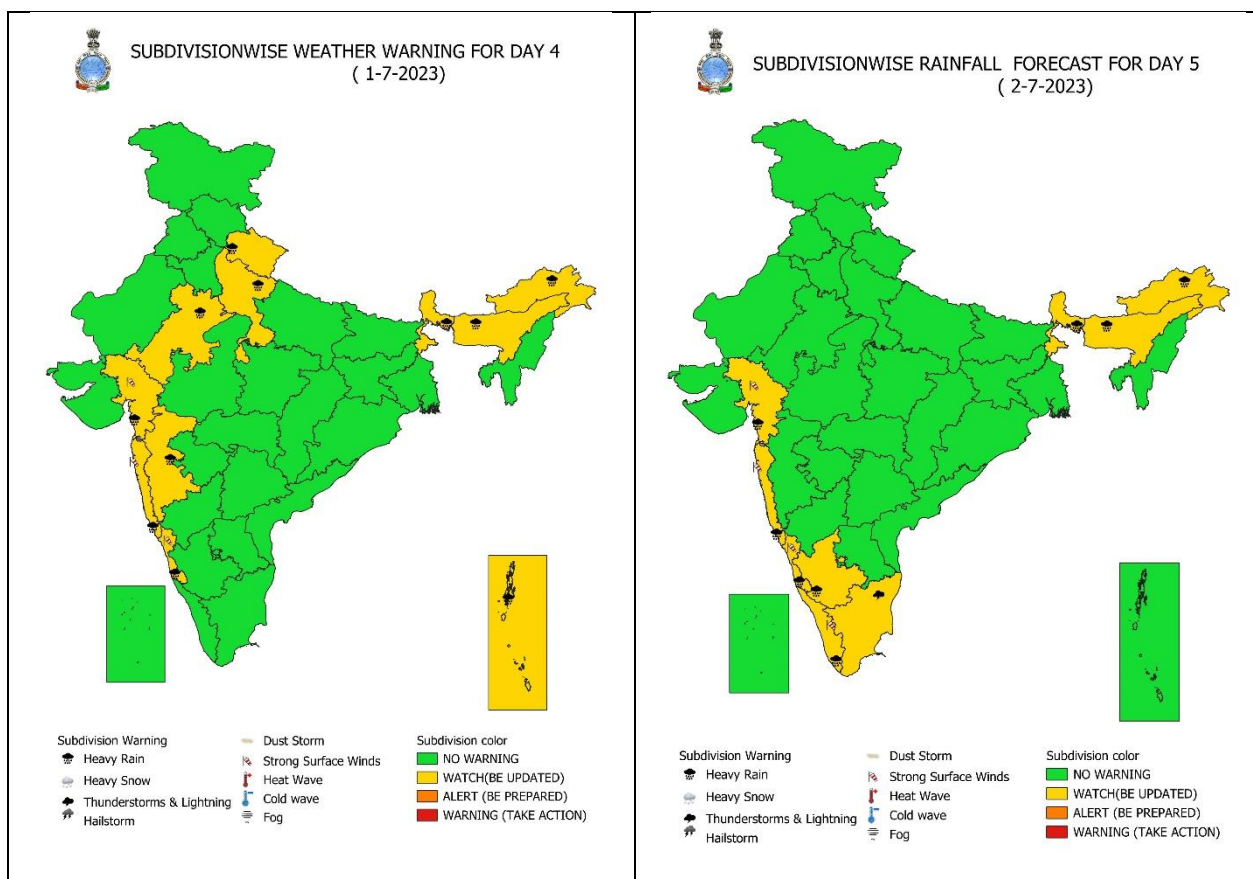 SUBDIVISIONWISE WEATHER WARNING FOR DAY 4
( 1-7-2023)
Subdivision Warning
Heavy Rain
Heavy Snow
Thunderstorms & Lightning
Hailstorm
Dust Storm
Strong Surface Winds
Heat Wave
Cold wave
Fog
Subdivision color
NO WARNING
WATCH(BE UPDATED)
ALERT (BE PREPARED)
WARNING (TAKE ACTION)
SUBDIVISIONWISE RAINFALL FORECAST FOR DAY 5
( 2-7-2023)
Subdivision Warning
Heavy Rain
Heavy Snow
Thunderstorms & Lightning
Hailstorm
Dust Storm
Strong Surface Winds
Heat Wave
Cold wave
Fog
Subdivision color
NO WARNING
WATCH(BE UPDATED)
ALERT (BE PREPARED)
WARNING (TAKE ACTION)